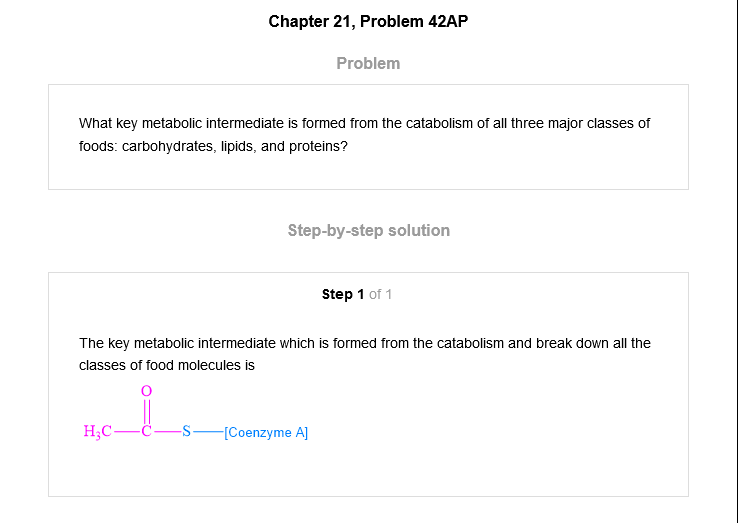 Chapter 21, Problem 42AP
Problem
What key metabolic intermediate is formed from the catabolism of all three major classes of
foods: carbohydrates, lipids, and proteins?
Step-by-step solution
Step 1 of 1
The key metabolic intermediate which is formed from the catabolism and break down all the
classes of food molecules is
O
H₃C—C—S—[Coenzyme A]